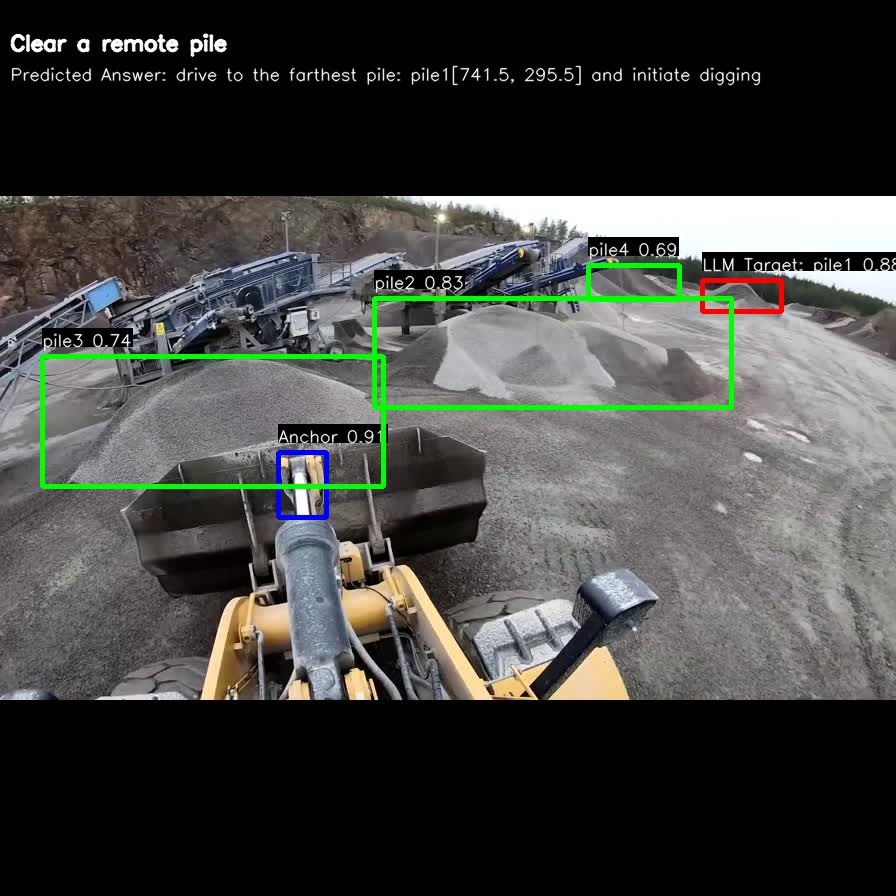 Clear a remote pile
Predicted Answer: drive to the farthest pile: pile1[741.5, 295.5] and initiate digging
pile4 0.69
LLM Target: pile1 0.88
pile2 0.83
pile3 0.74
Anchor 0.91